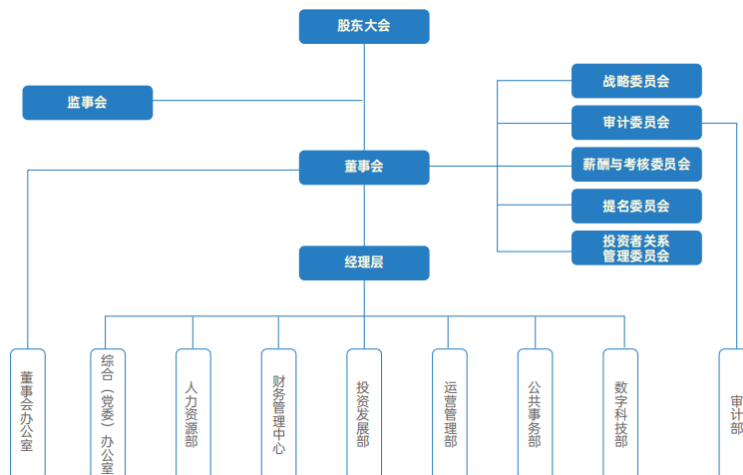 股东大会
监事会
战略委员会
审计委员会
董事会
薪酬与考核委员会
提名委员会
投资者关系
管理委员会
经理层
董事会办公室
综合（党委）办公室
人力资源部
财务管理中心
投资发展部
运营管理部
公共事务部
数字科技部
审计部